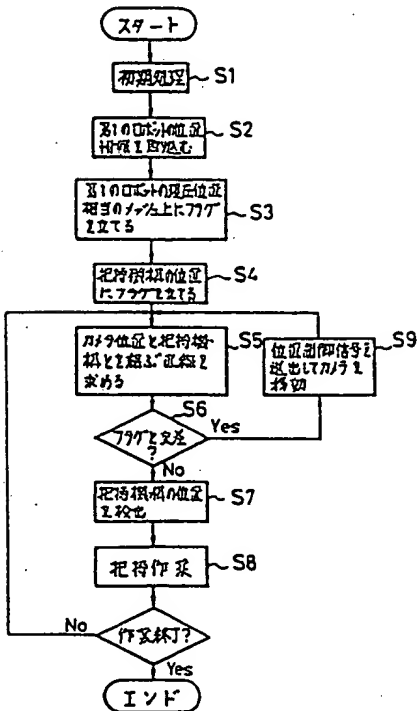 スタート
初期処理
S1
第1のロボットの位置
情報を取込む
S2
第1のロボットの現在位置
相当のメッシュ上にフラグ
を立てる
S3
把持機構の位置
にフラグを立てる
S4
カメラ位置と把持機
構とを結ぶ直線を
求める
S5
位置制御信号を
送出してカメラを
移動
S9
フラグと交差
?
S6
Yes
No
把持機構の位置
を検出
S7
把持作業
S8
作業終了?
No
Yes
エンド